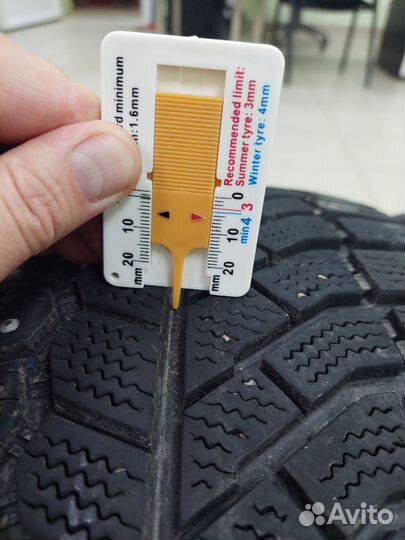 d minimum
: 1.6mm
Recommended limit:
Summer tyre: 3mm
Winter tyre: 4mm
0
10
20
mm
0
min4 3
10
20
mm
Avito